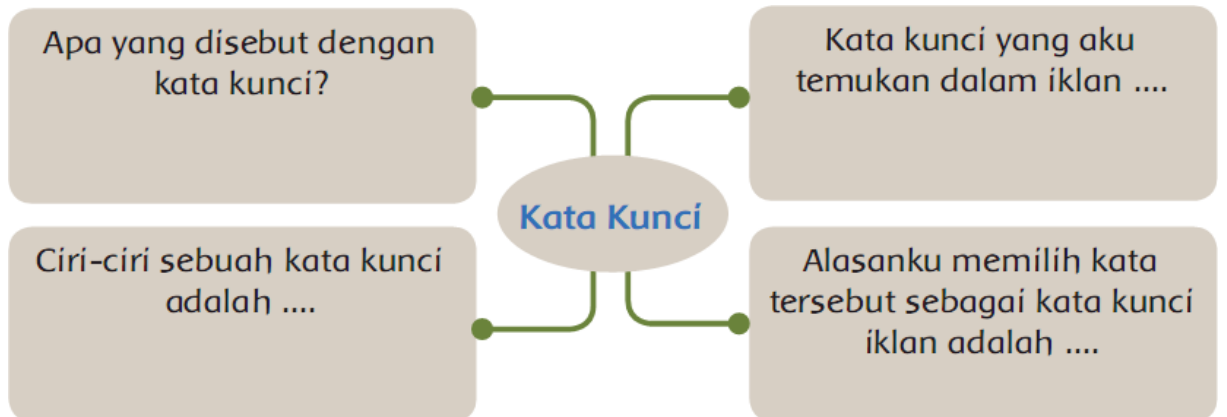 Apa yang disebut dengan
kata kunci?
Kata kunci yang aku
temukan dalam iklan ....
Kata Kunci
Ciri-ciri sebuah kata kunci
adalah ....
Alasanku memilih kata
tersebut sebagai kata kunci
iklan adalah ....